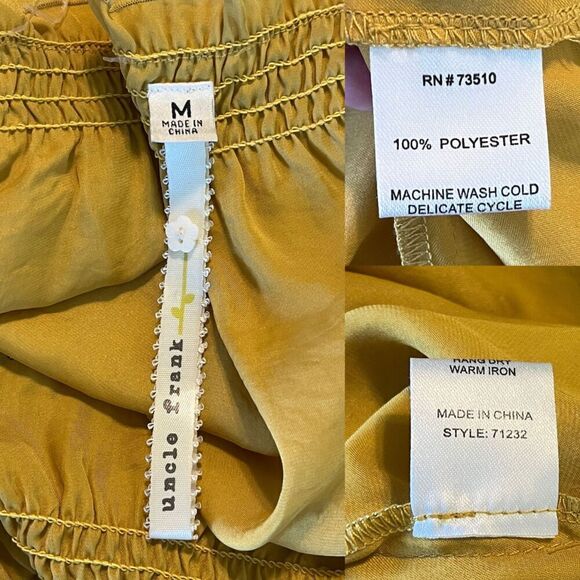 M
MADE IN
CHINA
uncle frank
RN # 73510
100% POLYESTER
MACHINE WASH COLD
DELICATE CYCLE
HANG DRY
WARM IRON
MADE IN CHINA
STYLE: 71232